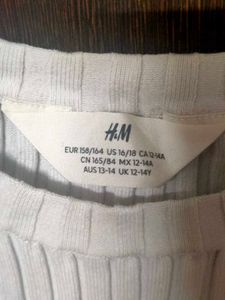 H&M
EUR 158/164 US 16/18 CA 12-14A
CN 165/84 MX 12-14A
AUS 13-14 UK 12-14Y